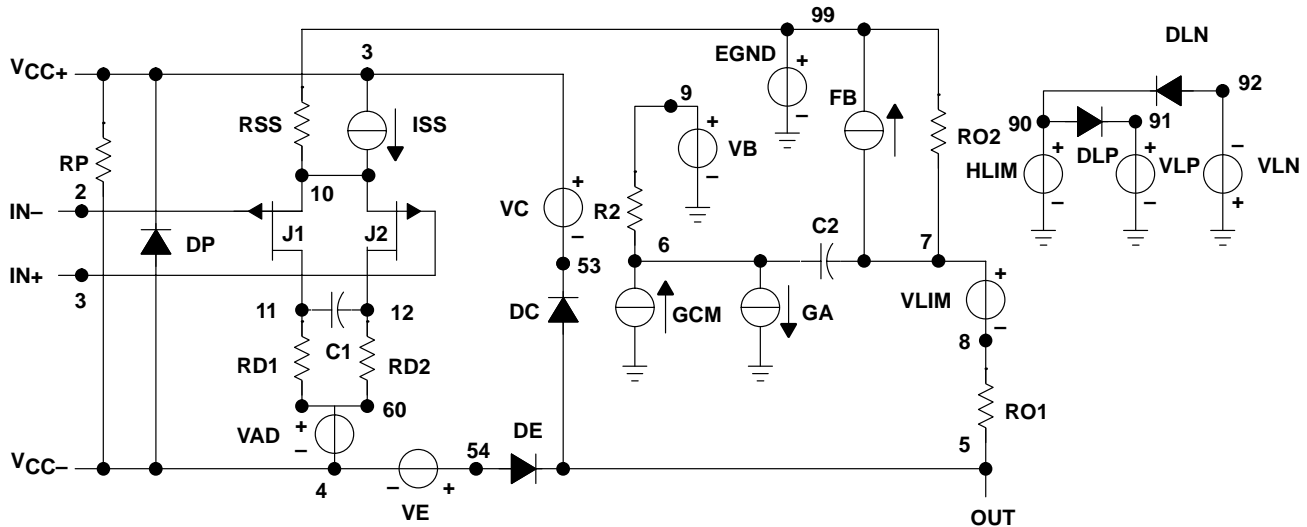 99
DLN
3
EGND
+
VCC+
92
FB
9
+
RSS
ISS
–
90
91
VB
–
RO2
–
+
DLP
+
RP
HLIM
VLP
VLN
10
–
–
+
2
+
IN–
VC
R2
C2
J1
J2
–
DP
6
7
IN+
53
+
3
VLIM
–
11
12
DC
GCM
GA
8
C1
RD1
RD2
RO1
60
+
VAD
DE
–
54
5
VCC–
4
–
+
VE
OUT